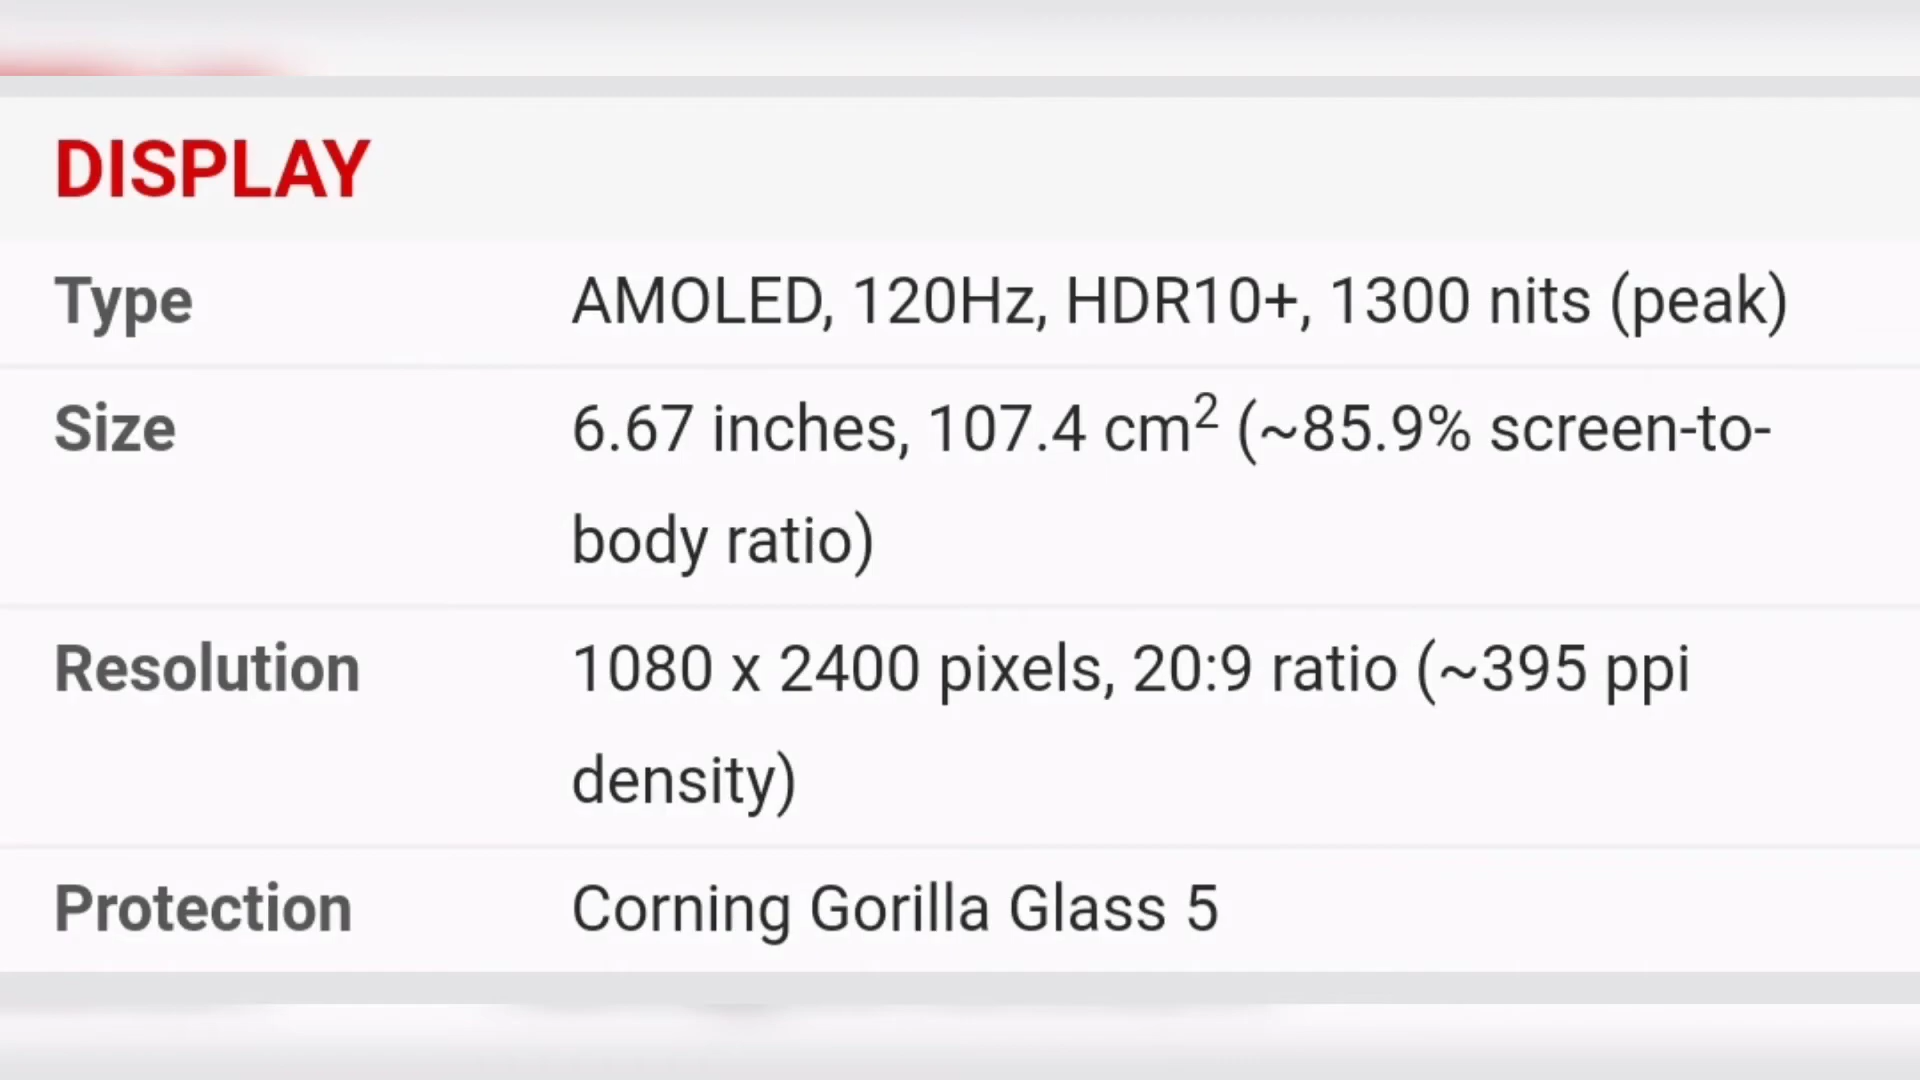 DISPLAY
Type AMOLED, 120Hz, HDR10+, 1300 nits (peak)
Size 6.67 inches, 107.4 cm² (~85.9% screen-to-
body ratio)
Resolution 1080 x 2400 pixels, 20:9 ratio (~395 ppi
density)
Protection Corning Gorilla Glass 5